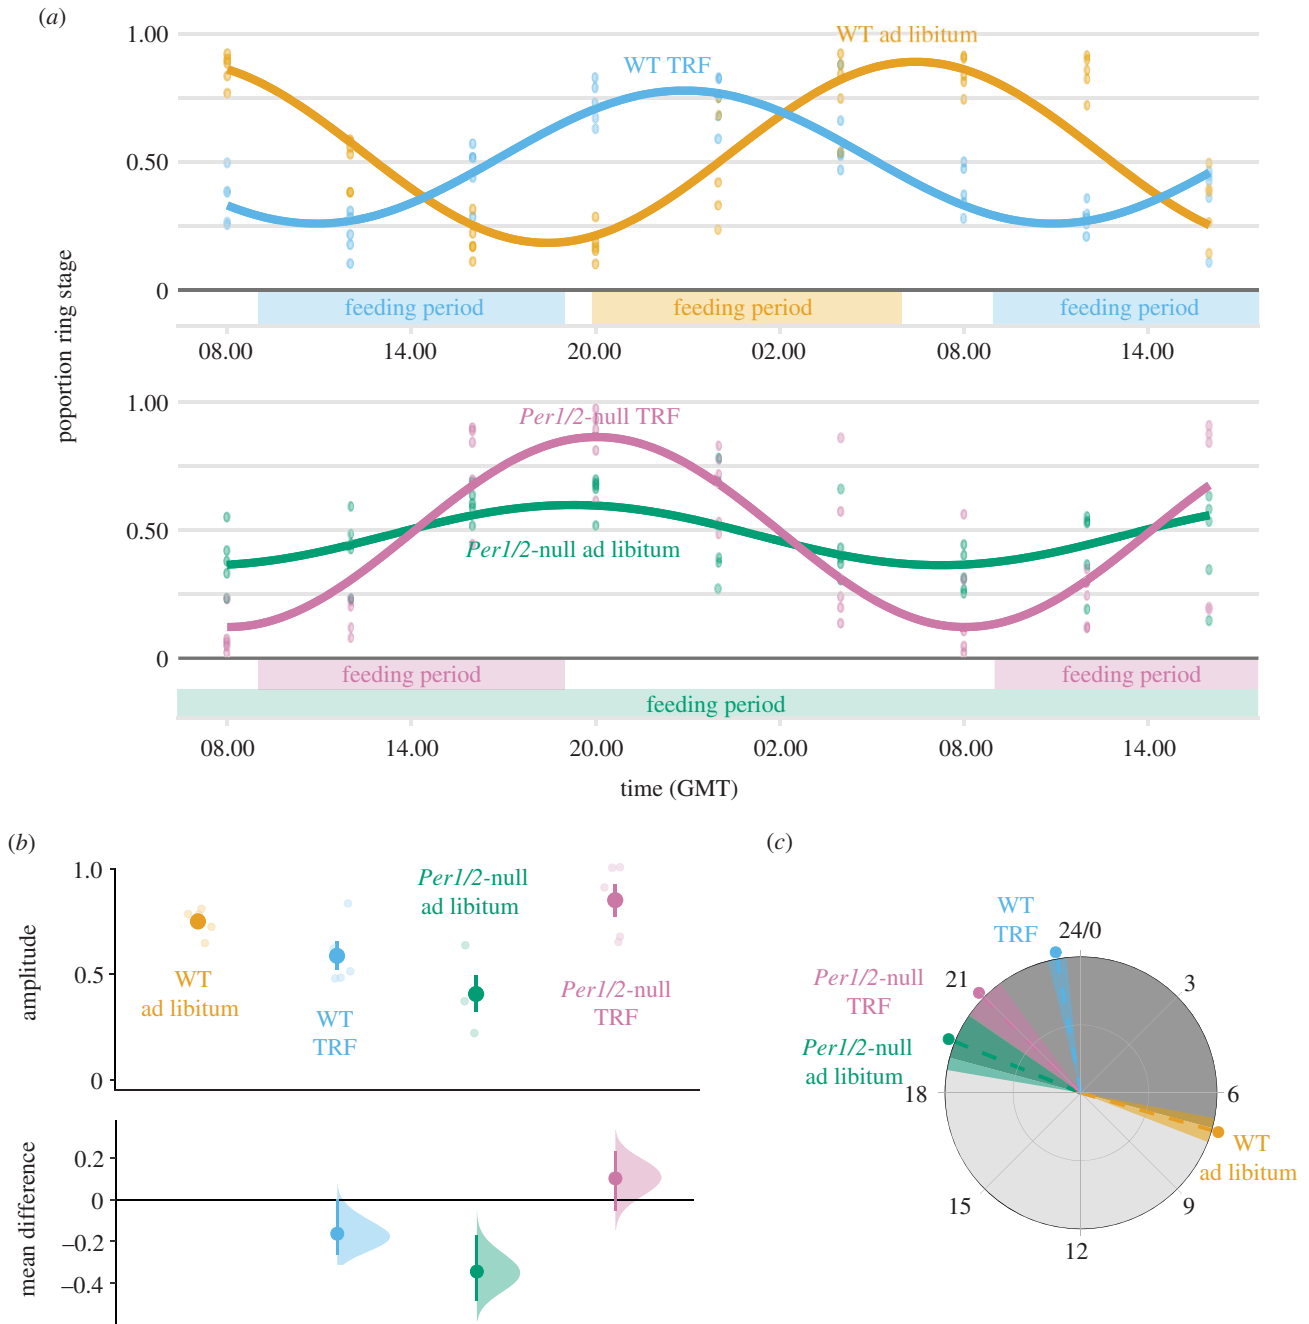 (a)
1.00
WT ad libitum
WT TRF
0.50
0
feeding period feeding period feeding period
08.00 14.00 20.00 02.00 08.00 14.00
poportion ring stage
1.00
Per1/2-null TRF
0.50
Per1/2-null ad libitum
0
feeding period feeding period
feeding period
08.00 14.00 20.00 02.00 08.00 14.00
time (GMT)
(b)
1.0
0.5
0
amplitude
WT
ad libitum
WT
TRF
Per1/2-null
ad libitum
Per1/2-null
TRF
0.2
0
–0.2
–0.4
mean difference
(c)
WT
TRF
24/0
3
6
WT
ad libitum
9
12
15
18
Per1/2-null
ad libitum
Per1/2-null
TRF
21